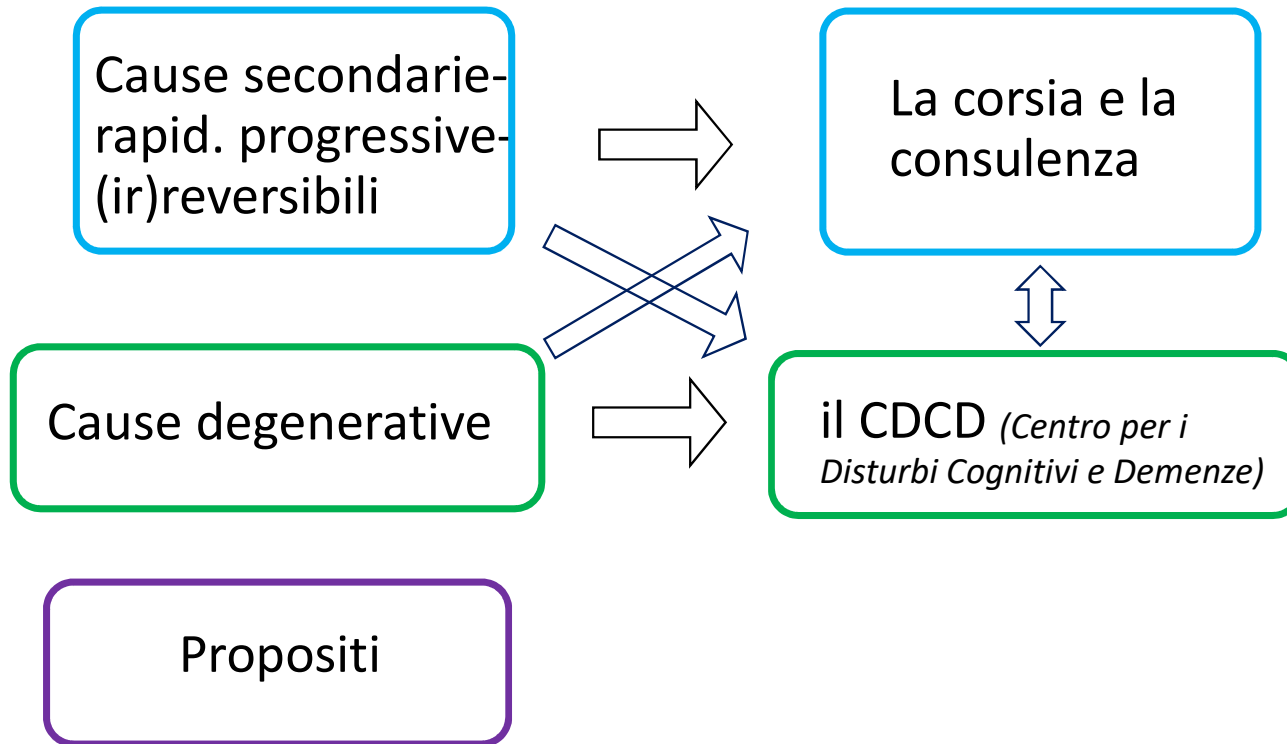 Cause secondarie-
rapid. progressive-
(ir)reversibili
La corsia e la
consulenza
Cause degenerative
il CDCD (Centro per i
Disturbi Cognitivi e Demenze)
Propositi